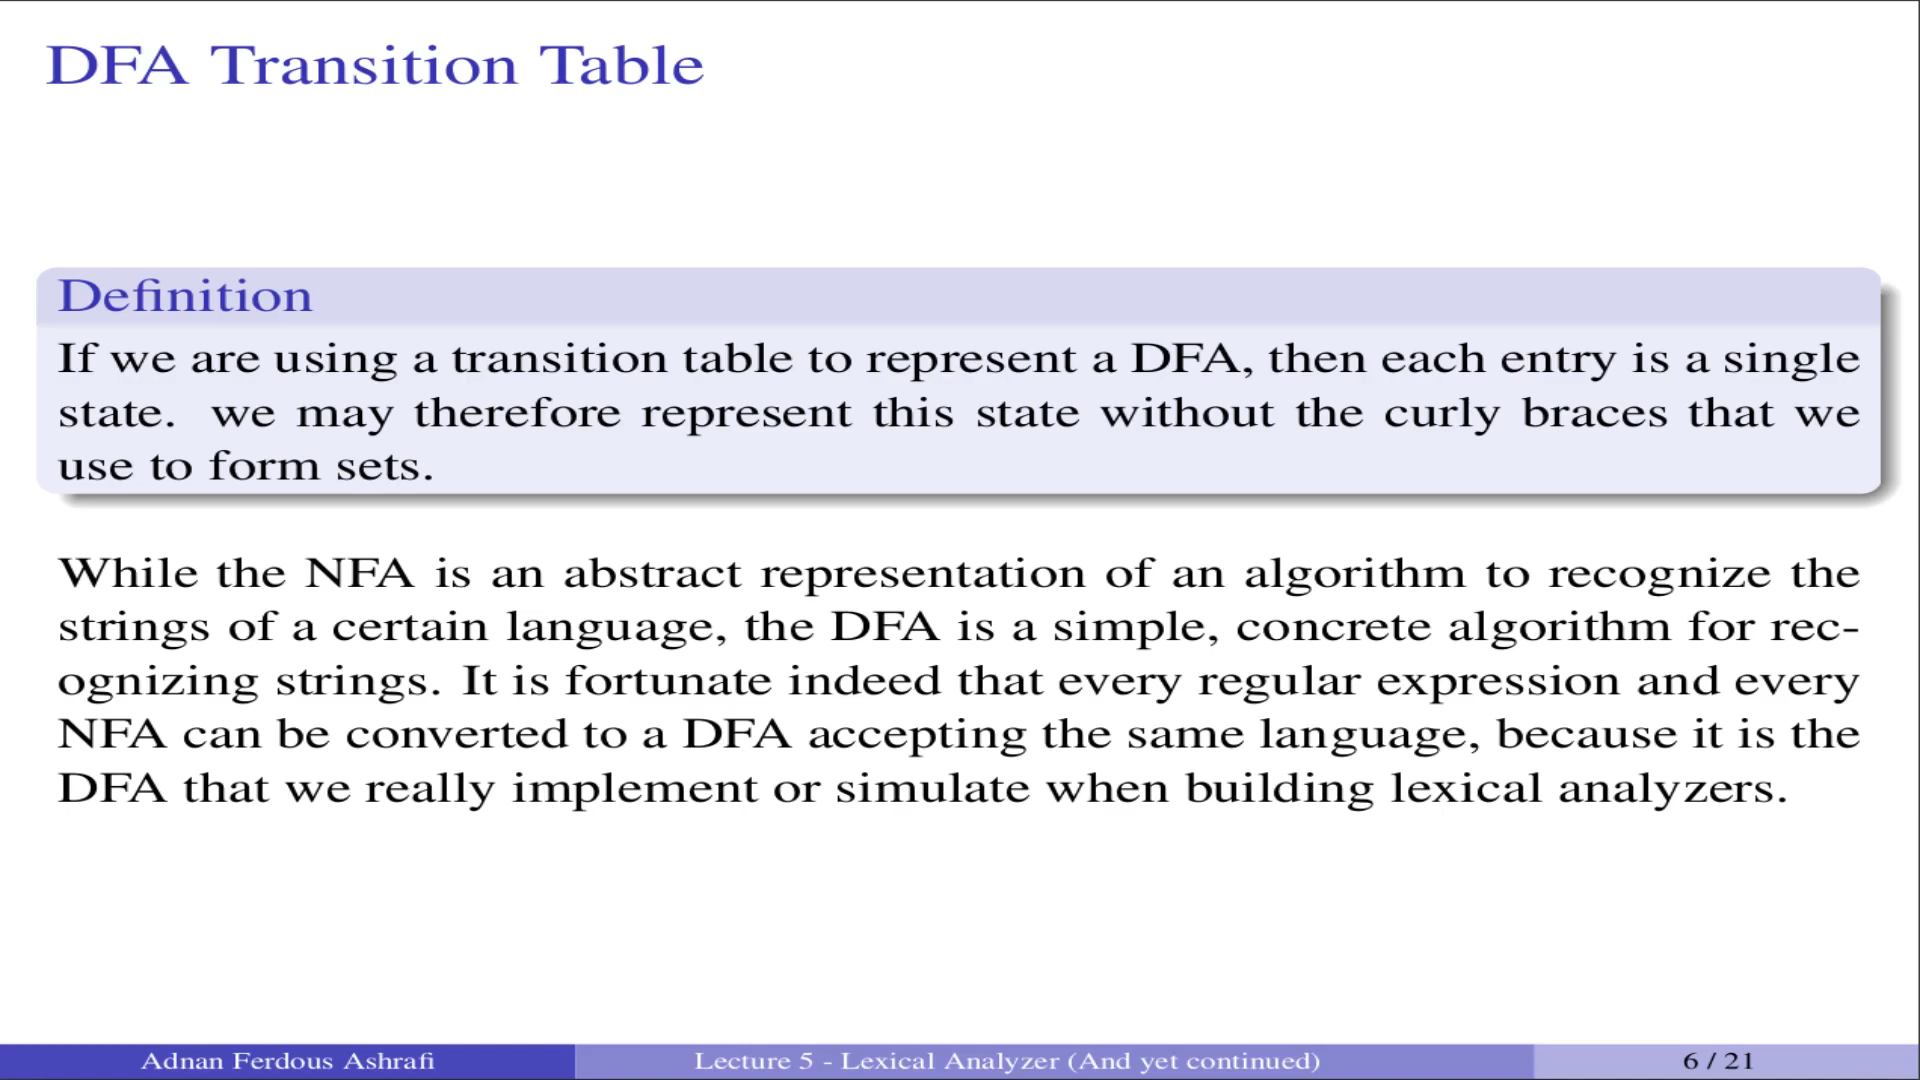 DFA Transition Table
Definition
If we are using a transition table to represent a DFA, then each entry is a single
state. we may therefore represent this state without the curly braces that we
use to form sets.
While the NFA is an abstract representation of an algorithm to recognize the
strings of a certain language, the DFA is a simple, concrete algorithm for rec-
ognizing strings. It is fortunate indeed that every regular expression and every
NFA can be converted to a DFA accepting the same language, because it is the
DFA that we really implement or simulate when building lexical analyzers.
Adnan Ferdous Ashrafi
Lecture 5 - Lexical Analyzer (And yet continued)
6 / 21